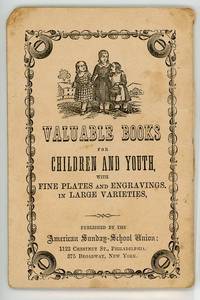 VALUABLE BOOKS
FOR
CHILDREN AND YOUTH,
WITH
FINE PLATES AND ENGRAVINGS.
IN LARGE VARIETIES,
PUBLISHED BY THE
American Sunday-School Union:
1122 CHESTNUT ST., PHILADELPHIA.
375 BROADWAY, NEW YORK.